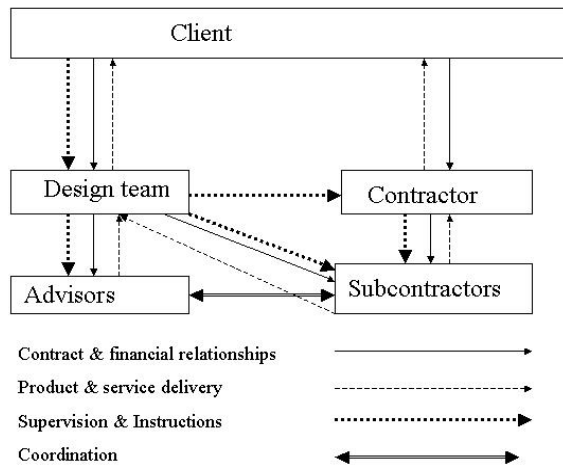 Client
Design team
Contractor
Advisors
Subcontractors
Contract & financial relationships
Product & service delivery
Supervision & Instructions
Coordination